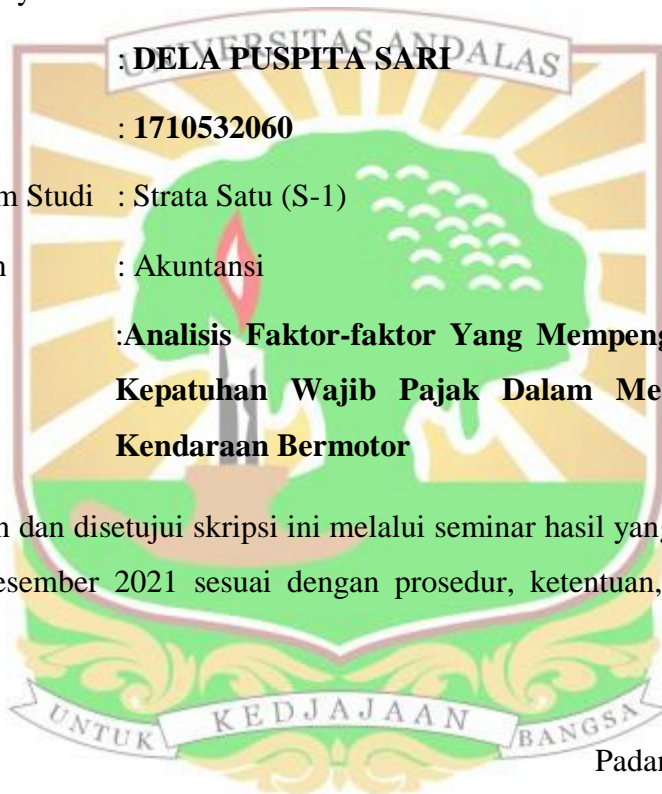 UNIVERSITAS ANDALAS
: DELA PUSPITA SARI
: 1710532060
m Studi : Strata Satu (S-1)
n : Akuntansi
:Analisis Faktor-faktor Yang Mempeng
Kepatuhan Wajib Pajak Dalam Me
Kendaraan Bermotor
n dan disetujui skripsi ini melalui seminar hasil yang
esember 2021 sesuai dengan prosedur, ketentuan,
UNTUK KEDJAJAAN BANGSA
Padan